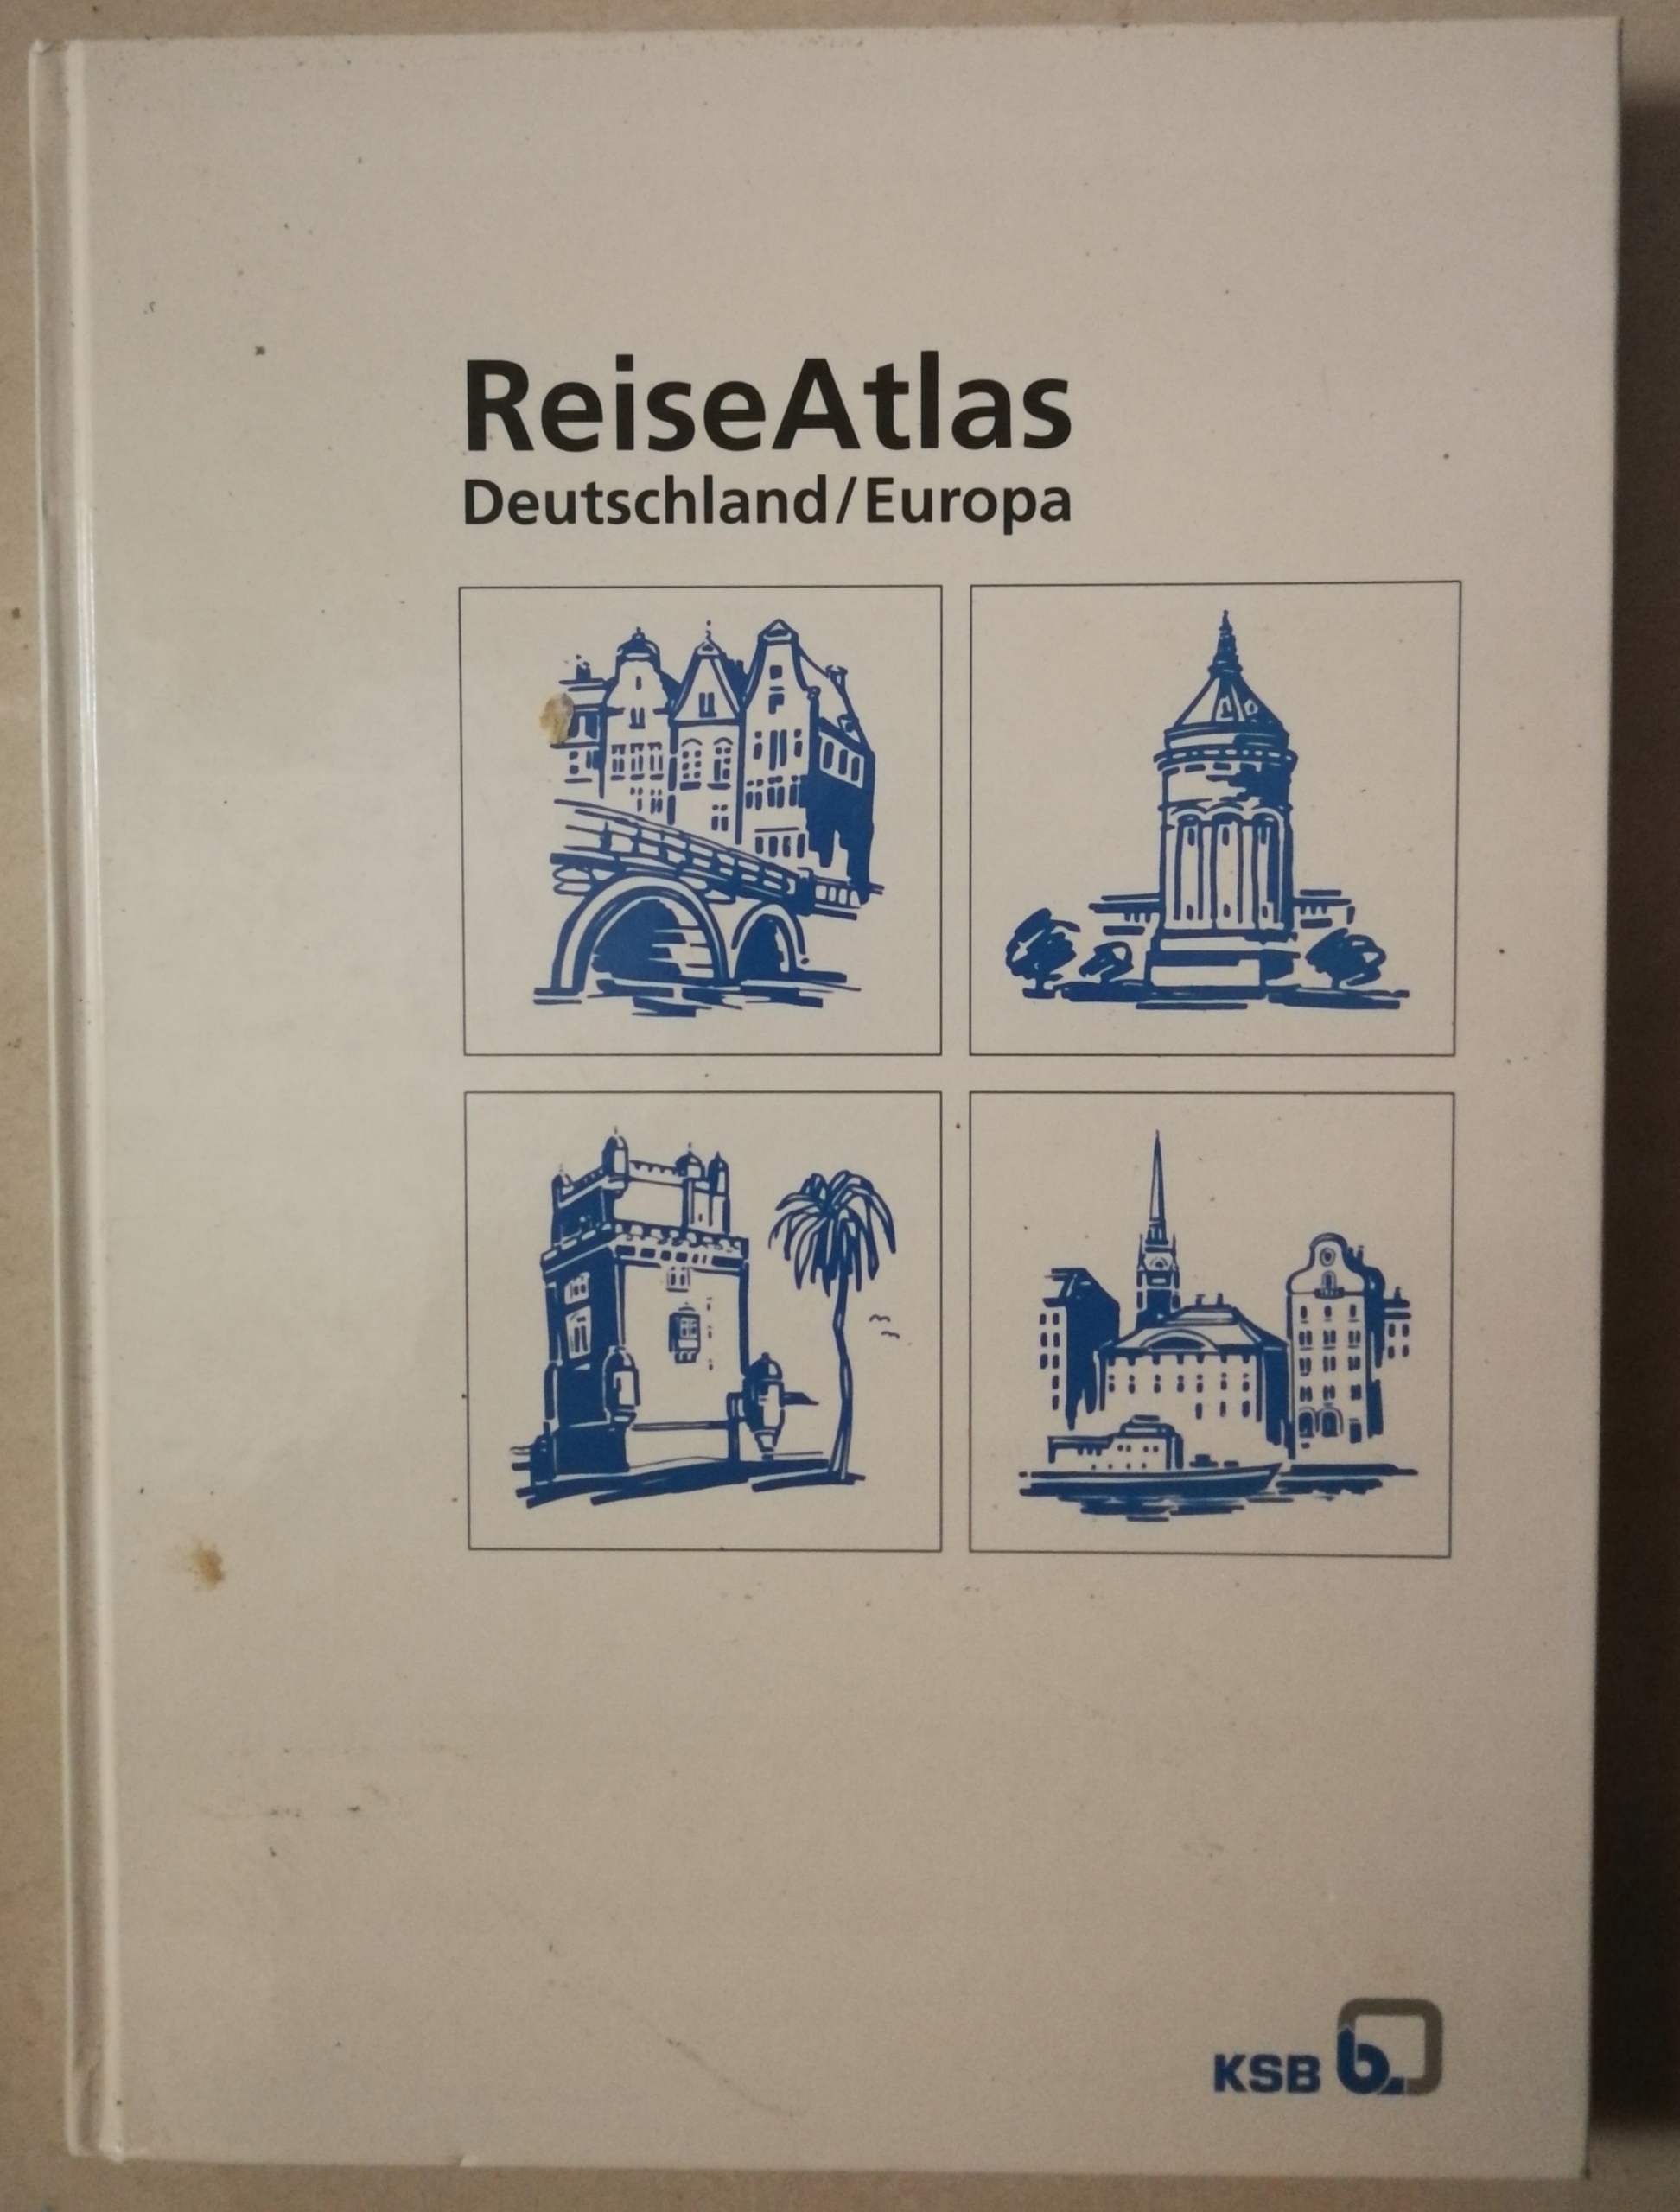 ReiseAtlas
Deutschland/Europa
KSB b.